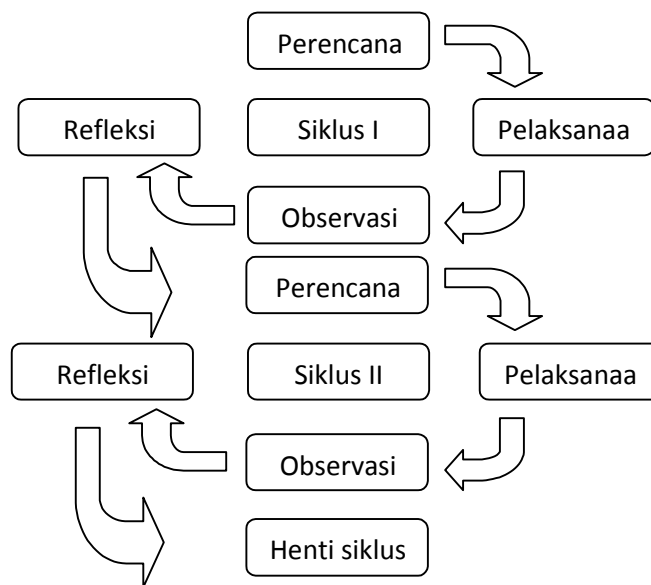 Perencana
Refleksi
Siklus I
Pelaksanaa
Observasi
Perencana
Refleksi
Siklus II
Pelaksanaa
Observasi
Henti siklus